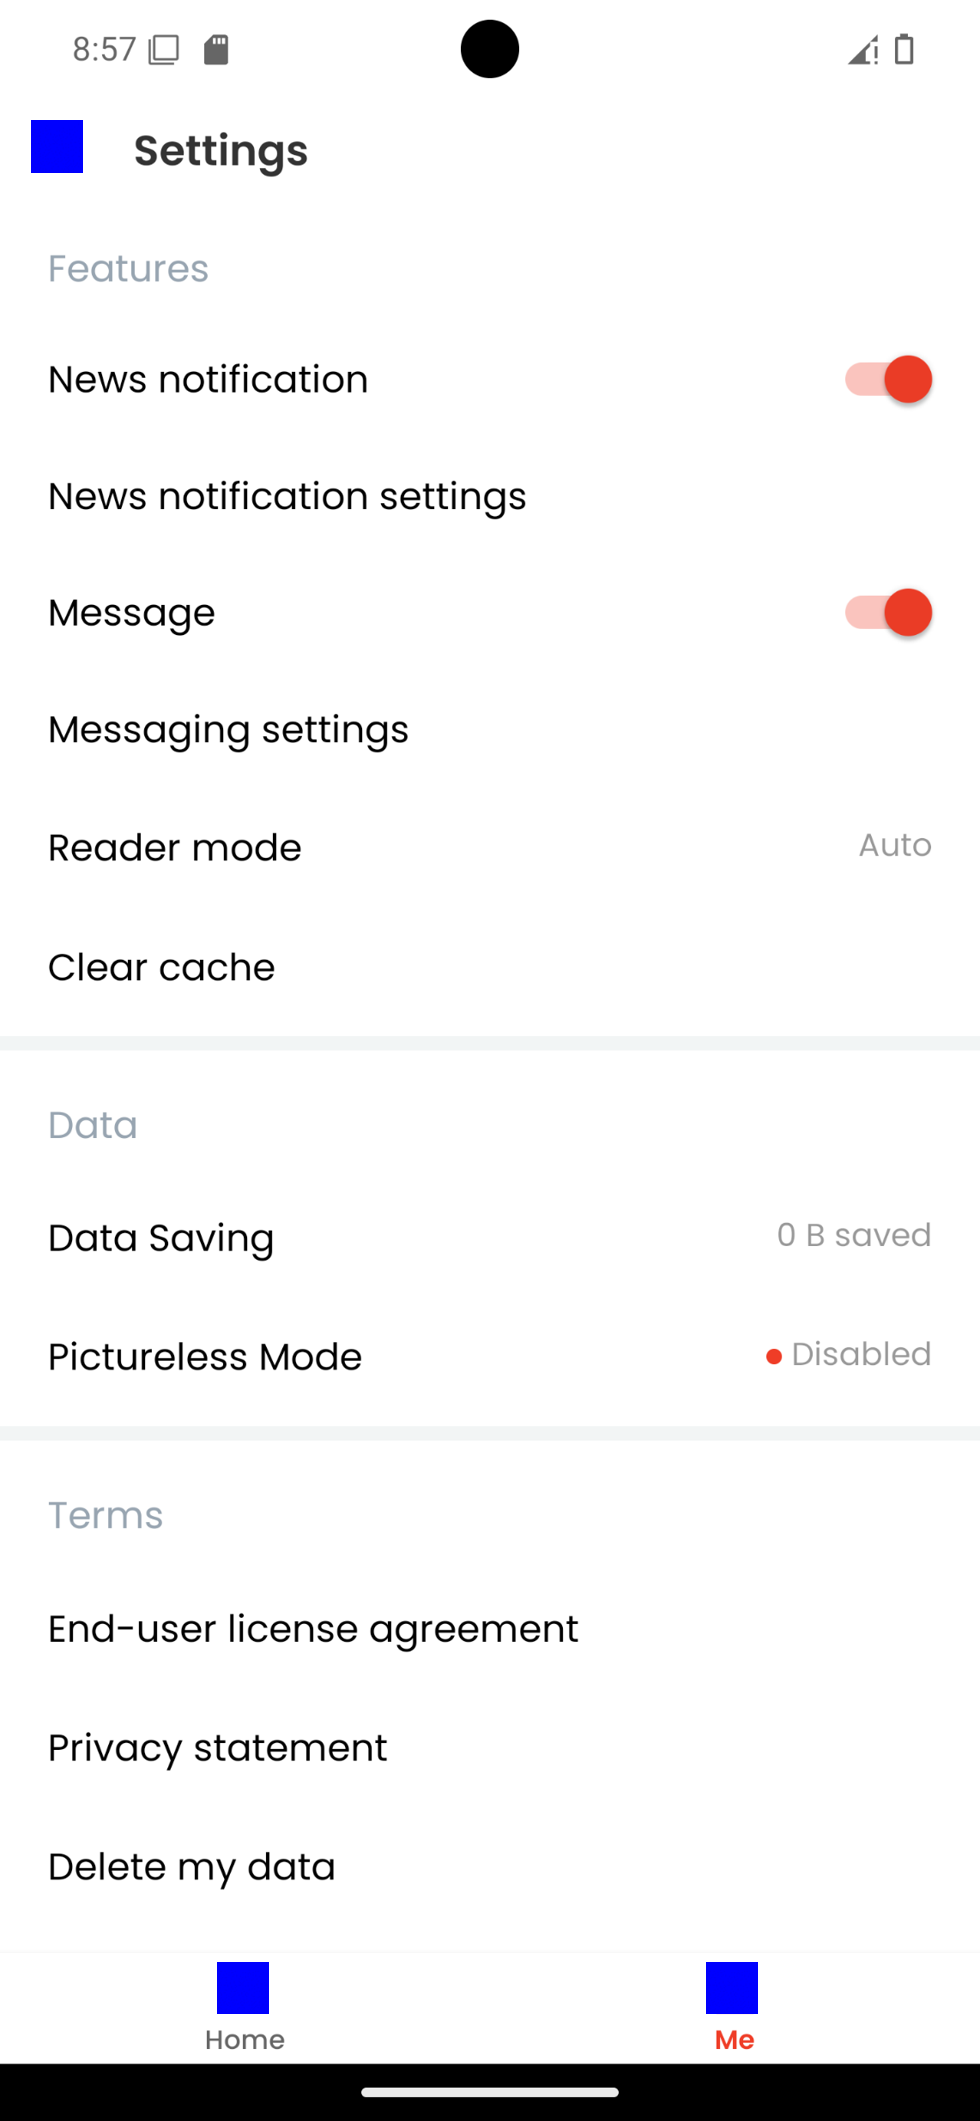 8:57
Settings
Features
News notification
News notification settings
Message
Messaging settings
Reader mode Auto
Clear cache
Data
Data Saving 0 B saved
Pictureless Mode Disabled
Terms
End-user license agreement
Privacy statement
Delete my data
Home Me